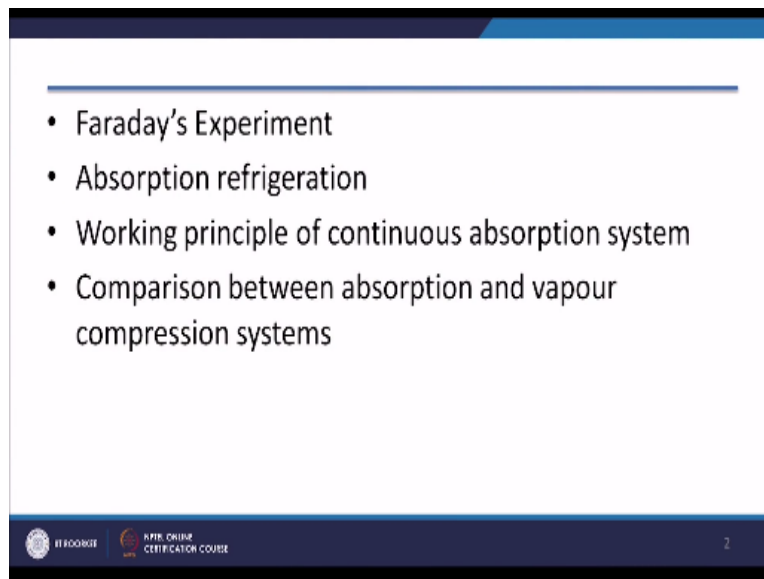 • Faraday's Experiment
• Absorption refrigeration
• Working principle of continuous absorption system
• Comparison between absorption and vapour
compression systems
IIT ROORKEE
NPTEL ONLINE
CERTIFICATION COURSE
2